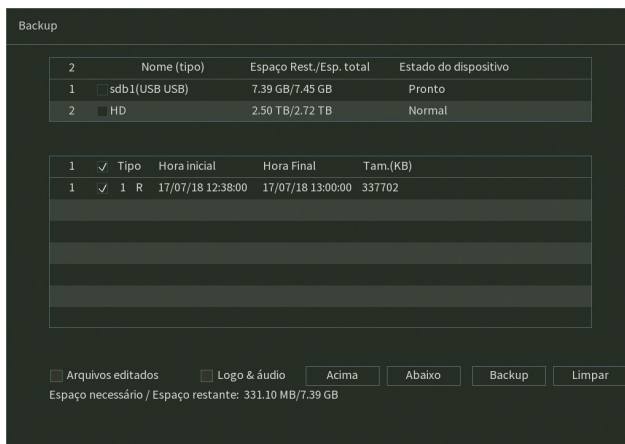 Backup
2 Nome (tipo) Espaço Rest./Esp. total Estado do dispositivo
1 sdb1(USB USB) 7.39 GB/7.45 GB Pronto
2 HD 2.50 TB/2.72 TB Normal
1 Tipo Hora inicial Hora Final Tam.(KB)
1 1 R 17/07/18 12:38:00 17/07/18 13:00:00 337702
Arquivos editados Logo & áudio Acima Abaixo Backup Limpar
Espaço necessário / Espaço restante: 331.10 MB/7.39 GB